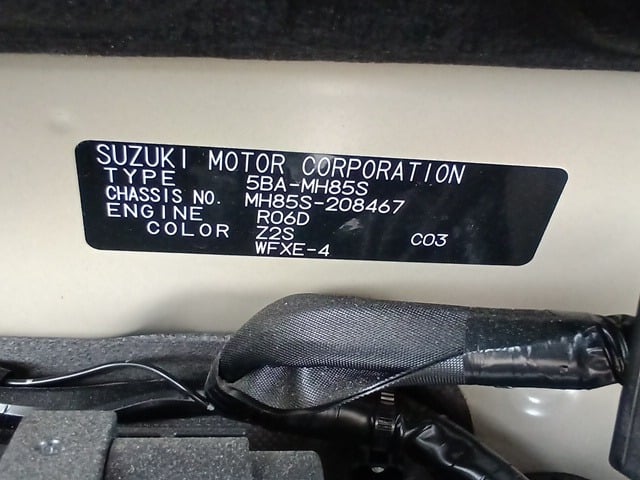 SUZUKI MOTOR CORPORATION
TYPE 5BA-MH85S
CHASSIS NO. MH85S-208467
ENGINE R06D
COLOR Z2S C03
WFXE-4